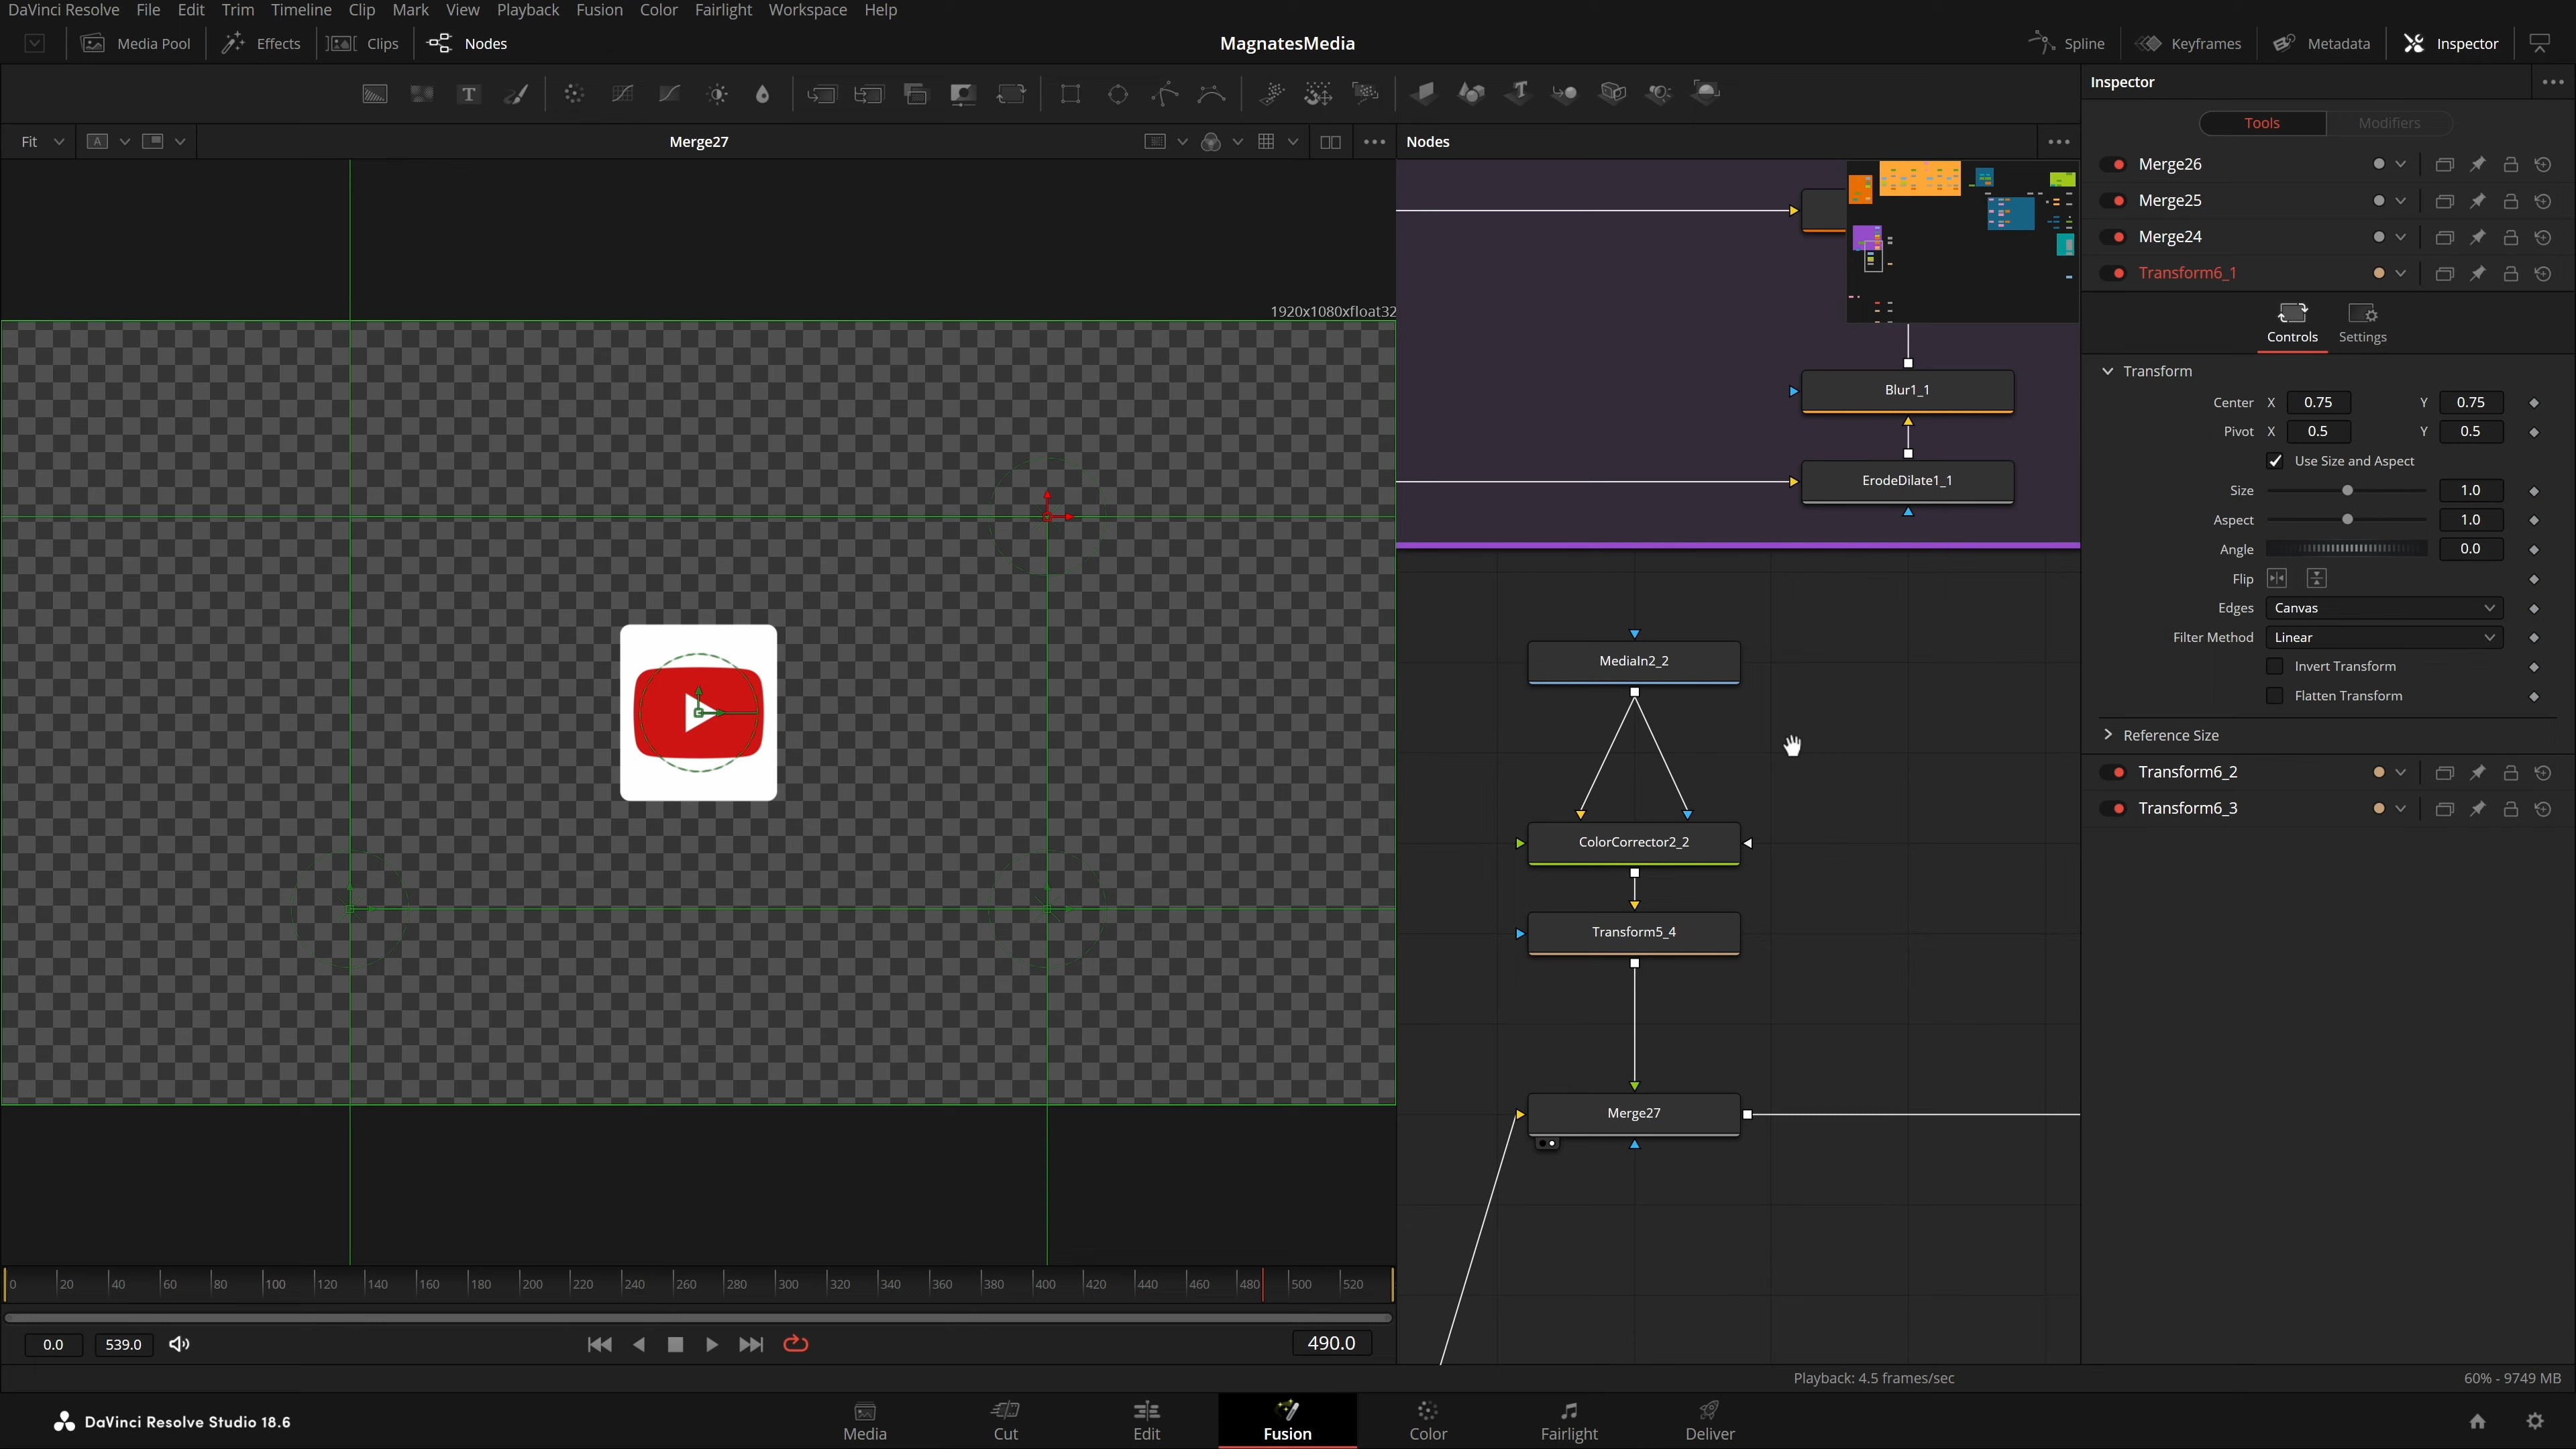 DaVinci Resolve File Edit Trim Timeline Clip Mark View Playback Fusion Color Fairlight Workspace Help
Media Pool Effects Clips Nodes MagnatesMedia Spline Keyframes Metadata Inspector
T T
Inspector
Tools Modifiers
Fit A Merge27 Nodes
Merge26
Merge25
Merge24
Transform6_1
1920x1080xfloat32
Controls Settings
Transform
Center X 0.75 Y 0.75
Pivot X 0.5 Y 0.5
Use Size and Aspect
Size 1.0
Aspect 1.0
Angle 0.0
Flip
Edges Canvas
Filter Method Linear
Invert Transform
Flatten Transform
Reference Size
Transform6_2
Transform6_3
Blur1_1
ErodeDilate1_1
MediaIn2_2
ColorCorrector2_2
Transform5_4
Merge27
0 20 40 60 80 100 120 140 160 180 200 220 240 260 280 300 320 340 360 380 400 420 440 460 480 500 520
0.0 539.0 490.0
Playback: 4.5 frames/sec 60% - 9749 MB
DaVinci Resolve Studio 18.6
Media Cut Edit Fusion Color Fairlight Deliver